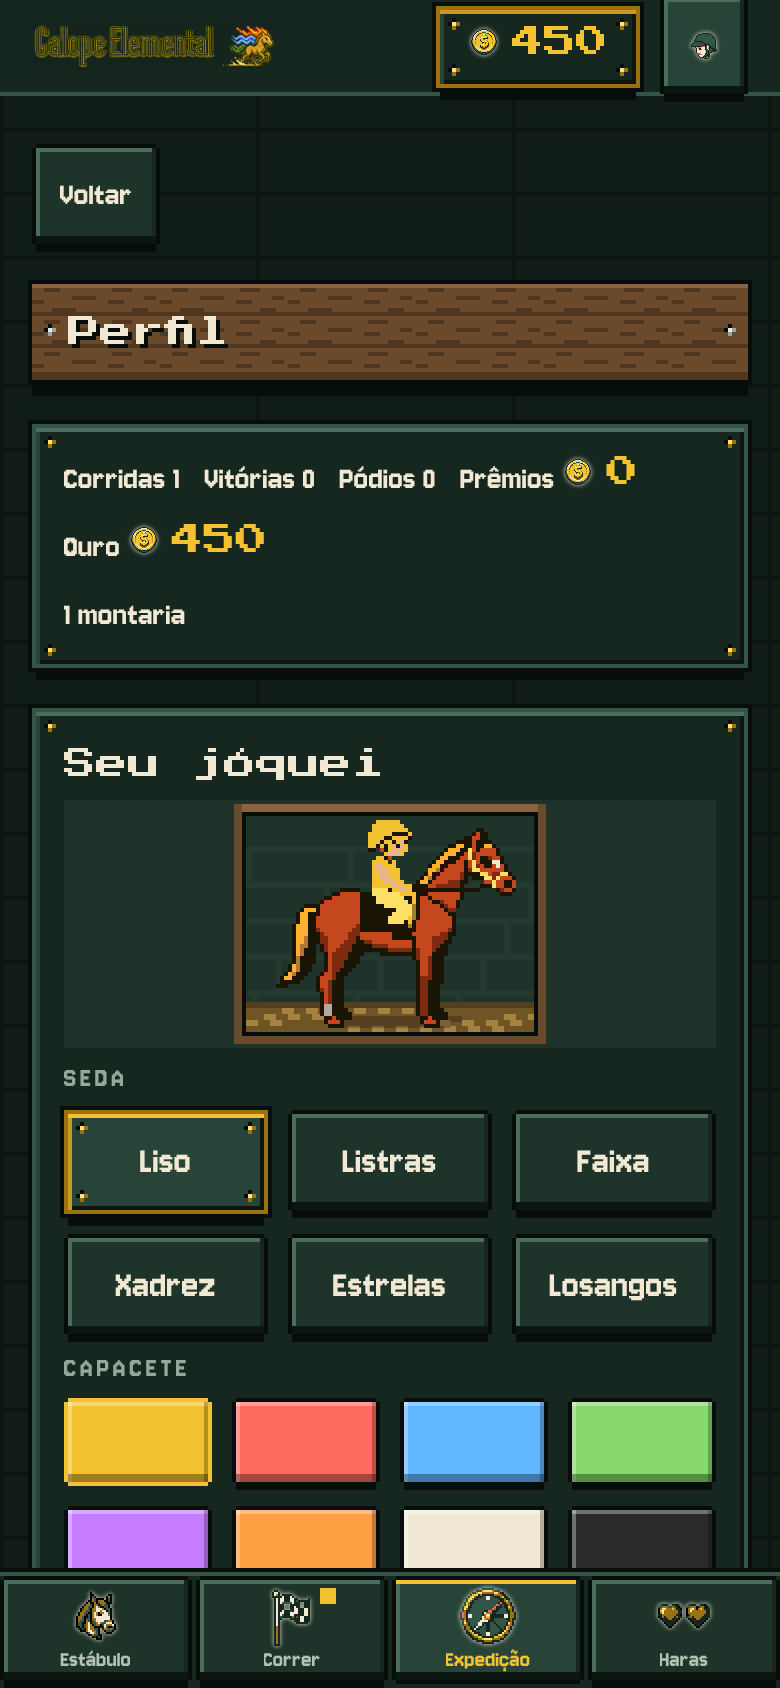 Galope Elemental
450
Voltar
Perfil
Corridas 1 Vitórias 0 Pódios 0 Prêmios 0
Ouro 450
1 montaria
Seu jóquei
SEDA
Liso Listras Faixa
Xadrez Estrelas Losangos
CAPACETE
Estábulo Correr Expedição Haras